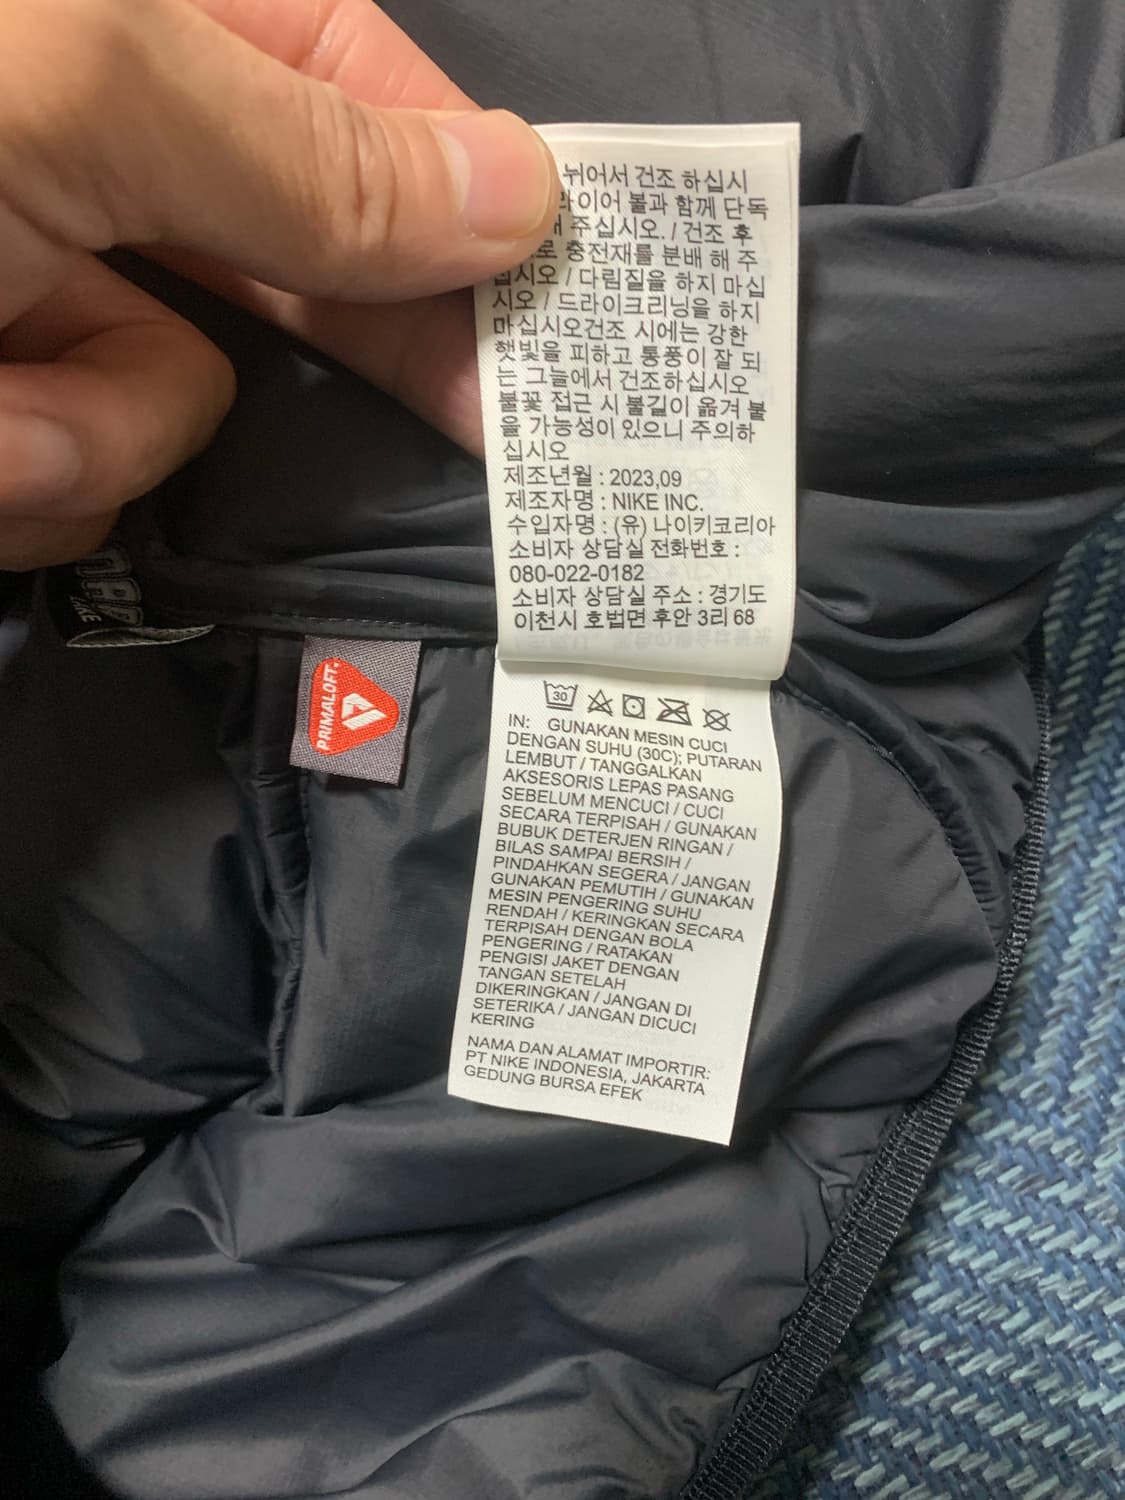 뉘어서 건조 하십시
라이어 볼과 함께 단독
해 주십시오. / 건조 후
로 충전재를 분배 해 주
십시오 / 다림질을 하지 마십
시오 / 드라이크리닝을 하지
마십시오건조 시에는 강한
햇빛을 피하고 통풍이 잘 되
는 그늘에서 건조하십시오
불꽃 접근 시 불길이 옮겨 붙
을 가능성이 있으니 주의하
십시오
제조년월 : 2023,09
제조자명 : NIKE INC.
수입자명 : (유) 나이키코리아
소비자 상담실 전화번호 :
080-022-0182
소비자 상담실 주소 : 경기도
이천시 호법면 후안 3리 68
PRIMALOFT
30
IN: GUNAKAN MESIN CUCI
DENGAN SUHU (30C); PUTARAN
LEMBUT / TANGGALKAN
AKSESORIS LEPAS PASANG
SEBELUM MENCUCI / CUCI
SECARA TERPISAH / GUNAKAN
BUBUK DETERJEN RINGAN /
BILAS SAMPAI BERSIH /
PINDAHKAN SEGERA / JANGAN
GUNAKAN PEMUTIH / GUNAKAN
MESIN PENGERING SUHU
RENDAH / KERINGKAN SECARA
TERPISAH DENGAN BOLA
PENGERING / RATAKAN
PENGISI JAKET DENGAN
TANGAN SETELAH
DIKERINGKAN / JANGAN DI
SETERIKA / JANGAN DICUCI
KERING
NAMA DAN ALAMAT IMPORTIR:
PT NIKE INDONESIA, JAKARTA
GEDUNG BURSA EFEK